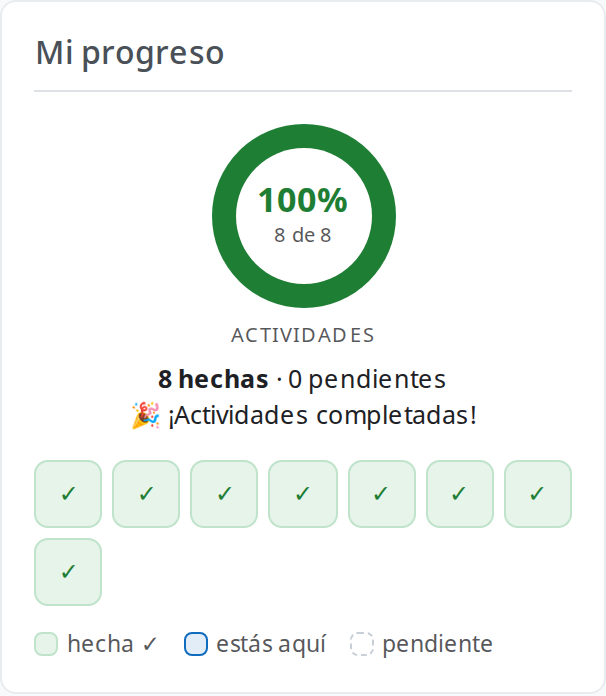 Mi progreso
100%
8 de 8
ACTIVIDADES
8 hechas · 0 pendientes
🎉 ¡Actividades completadas!
✓ ✓ ✓ ✓ ✓ ✓ ✓
✓
hecha ✓ estás aquí pendiente